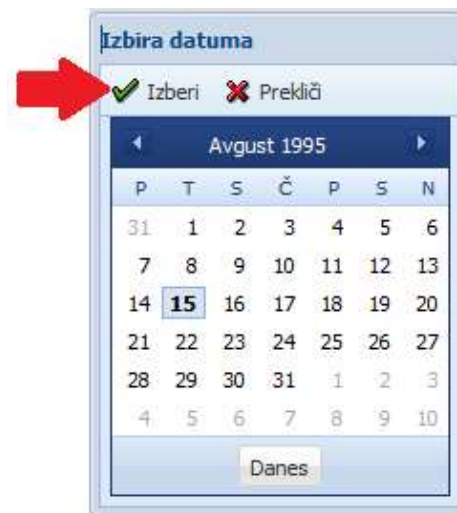 Izbira datuma
Izberi Prekliči
Avgust 1995
P T S Č P S N
31 1 2 3 4 5 6
7 8 9 10 11 12 13
14 15 16 17 18 19 20
21 22 23 24 25 26 27
28 29 30 31 1 2 3
4 5 6 7 8 9 10
Danes